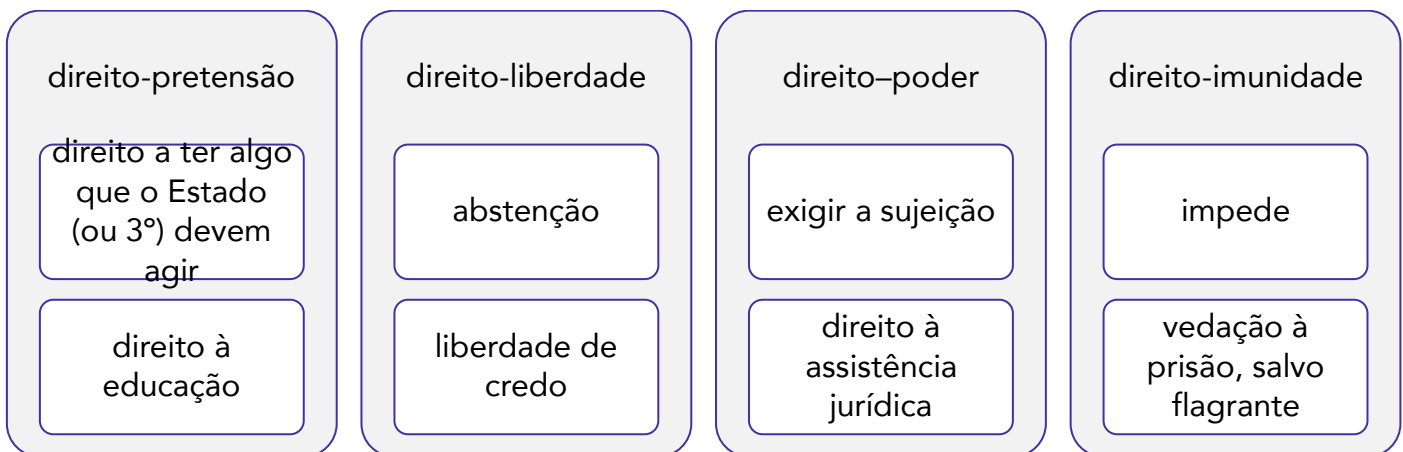 direito-pretensão
direito a ter algo
que o Estado
(ou 3º) devem
agir
direito à
educação
direito-liberdade
abstenção
liberdade de
credo
direito–poder
exigir a sujeição
direito à
assistência
jurídica
direito-imunidade
impede
vedação à
prisão, salvo
flagrante